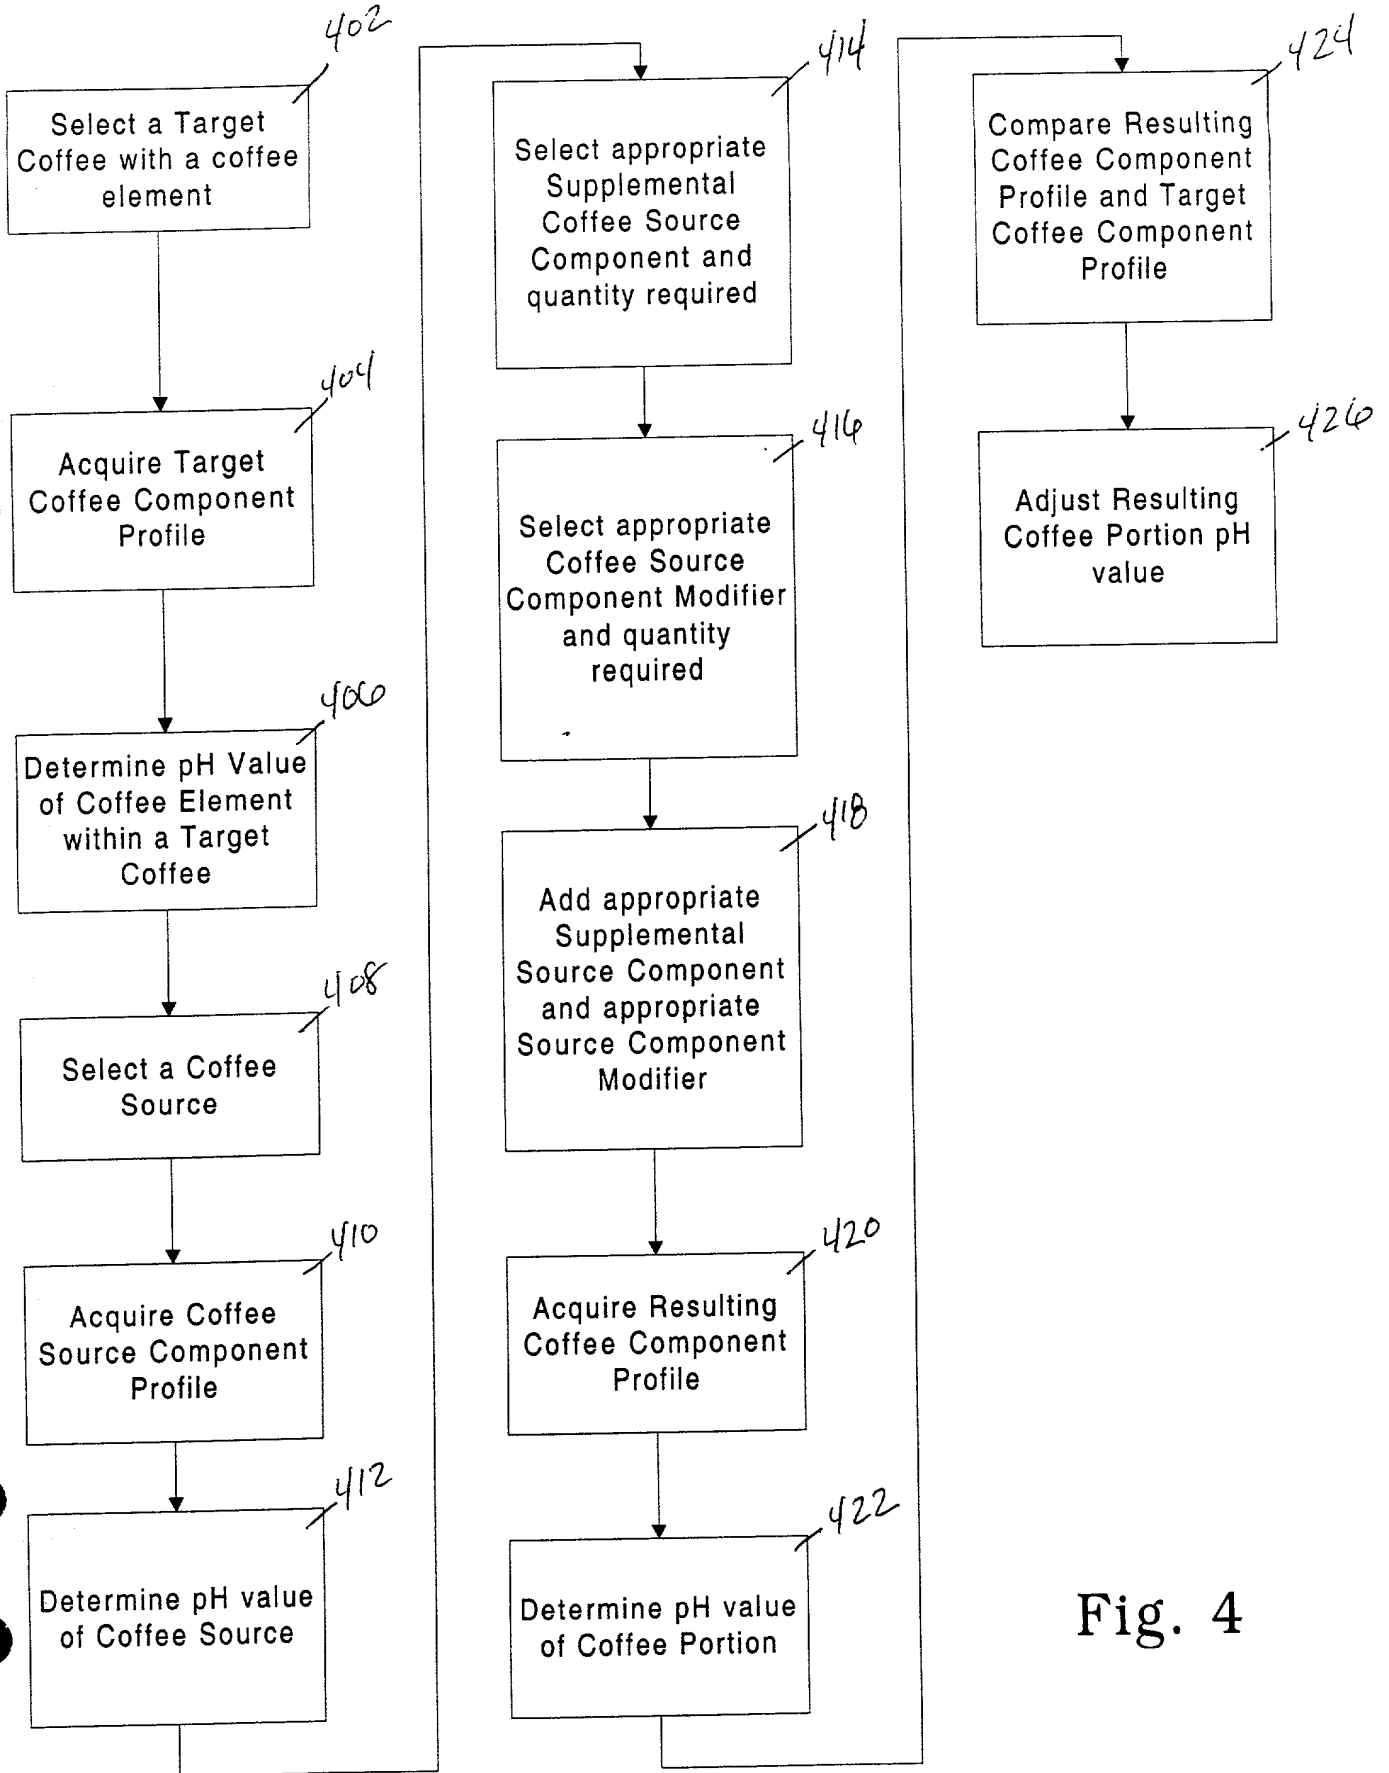 402
Select a Target
Coffee with a coffee
element
404
Acquire Target
Coffee Component
Profile
406
Determine pH Value
of Coffee Element
within a Target
Coffee
408
Select a Coffee
Source
410
Acquire Coffee
Source Component
Profile
412
Determine pH value
of Coffee Source
414
Select appropriate
Supplemental
Coffee Source
Component and
quantity required
416
Select appropriate
Coffee Source
Component Modifier
and quantity
required
418
Add appropriate
Supplemental
Source Component
and appropriate
Source Component
Modifier
420
Acquire Resulting
Coffee Component
Profile
422
Determine pH value
of Coffee Portion
424
Compare Resulting
Coffee Component
Profile and Target
Coffee Component
Profile
426
Adjust Resulting
Coffee Portion pH
value
Fig. 4